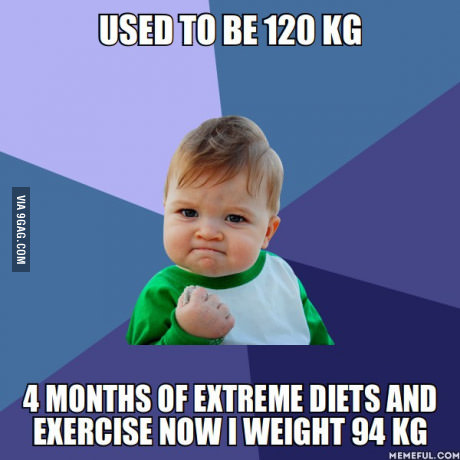 USED TO BE 120 KG
VIA 9GAG.COM
4 MONTHS OF EXTREME DIETS AND
EXERCISE NOW I WEIGHT 94 KG
MEMEFUL.COM